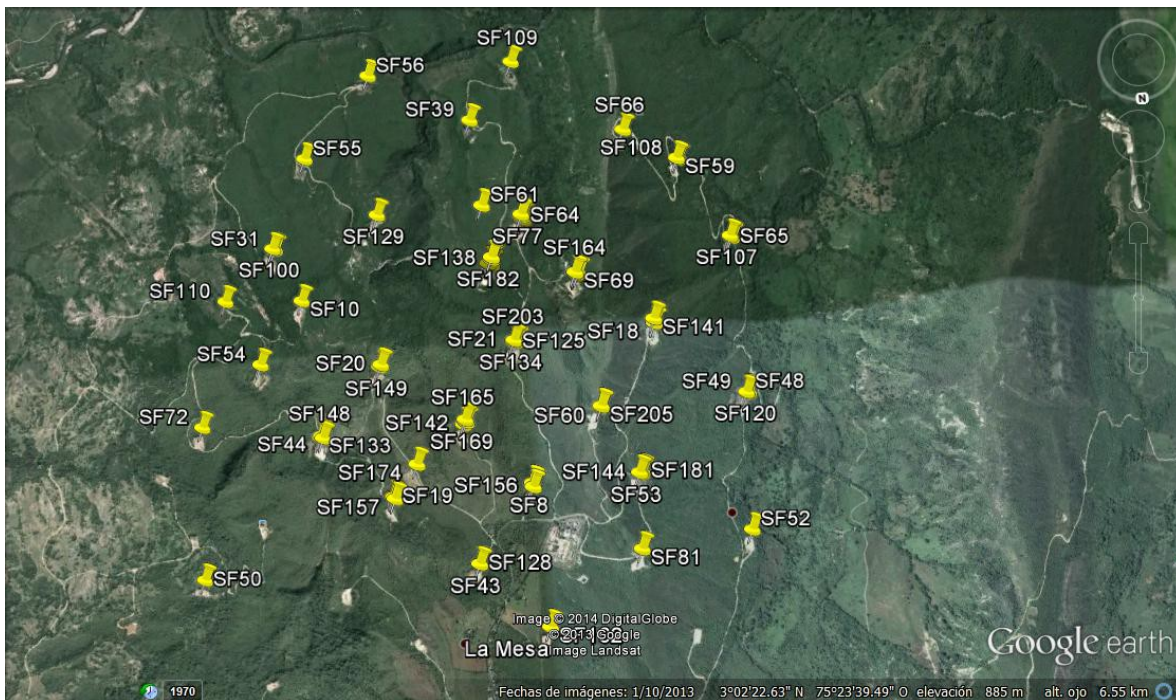 SF109
SF56
SF39
SF66
SF108
SF59
SF55
SF61
SF64
SF129
SF77
SF31
SF138
SF164
SF65
SF107
SF100
SF182
SF69
SF110
SF10
SF203
SF18
SF141
SF21
SF125
SF134
SF54
SF20
SF149
SF49
SF48
SF120
SF165
SF60
SF205
SF72
SF148
SF142
SF44
SF133
SF169
SF174
SF144
SF181
SF156
SF53
SF157
SF19
SF8
SF52
SF128
SF81
SF50
SF43
Image © 2014 DigitalGlobe
© 2013 Google
La Mesa
Image Landsat
Google earth
N
1970
Fechas de imágenes: 1/10/2013 3°02'22.63" N 75°23'39.49" O elevación 885 m alt. ojo 6.55 km